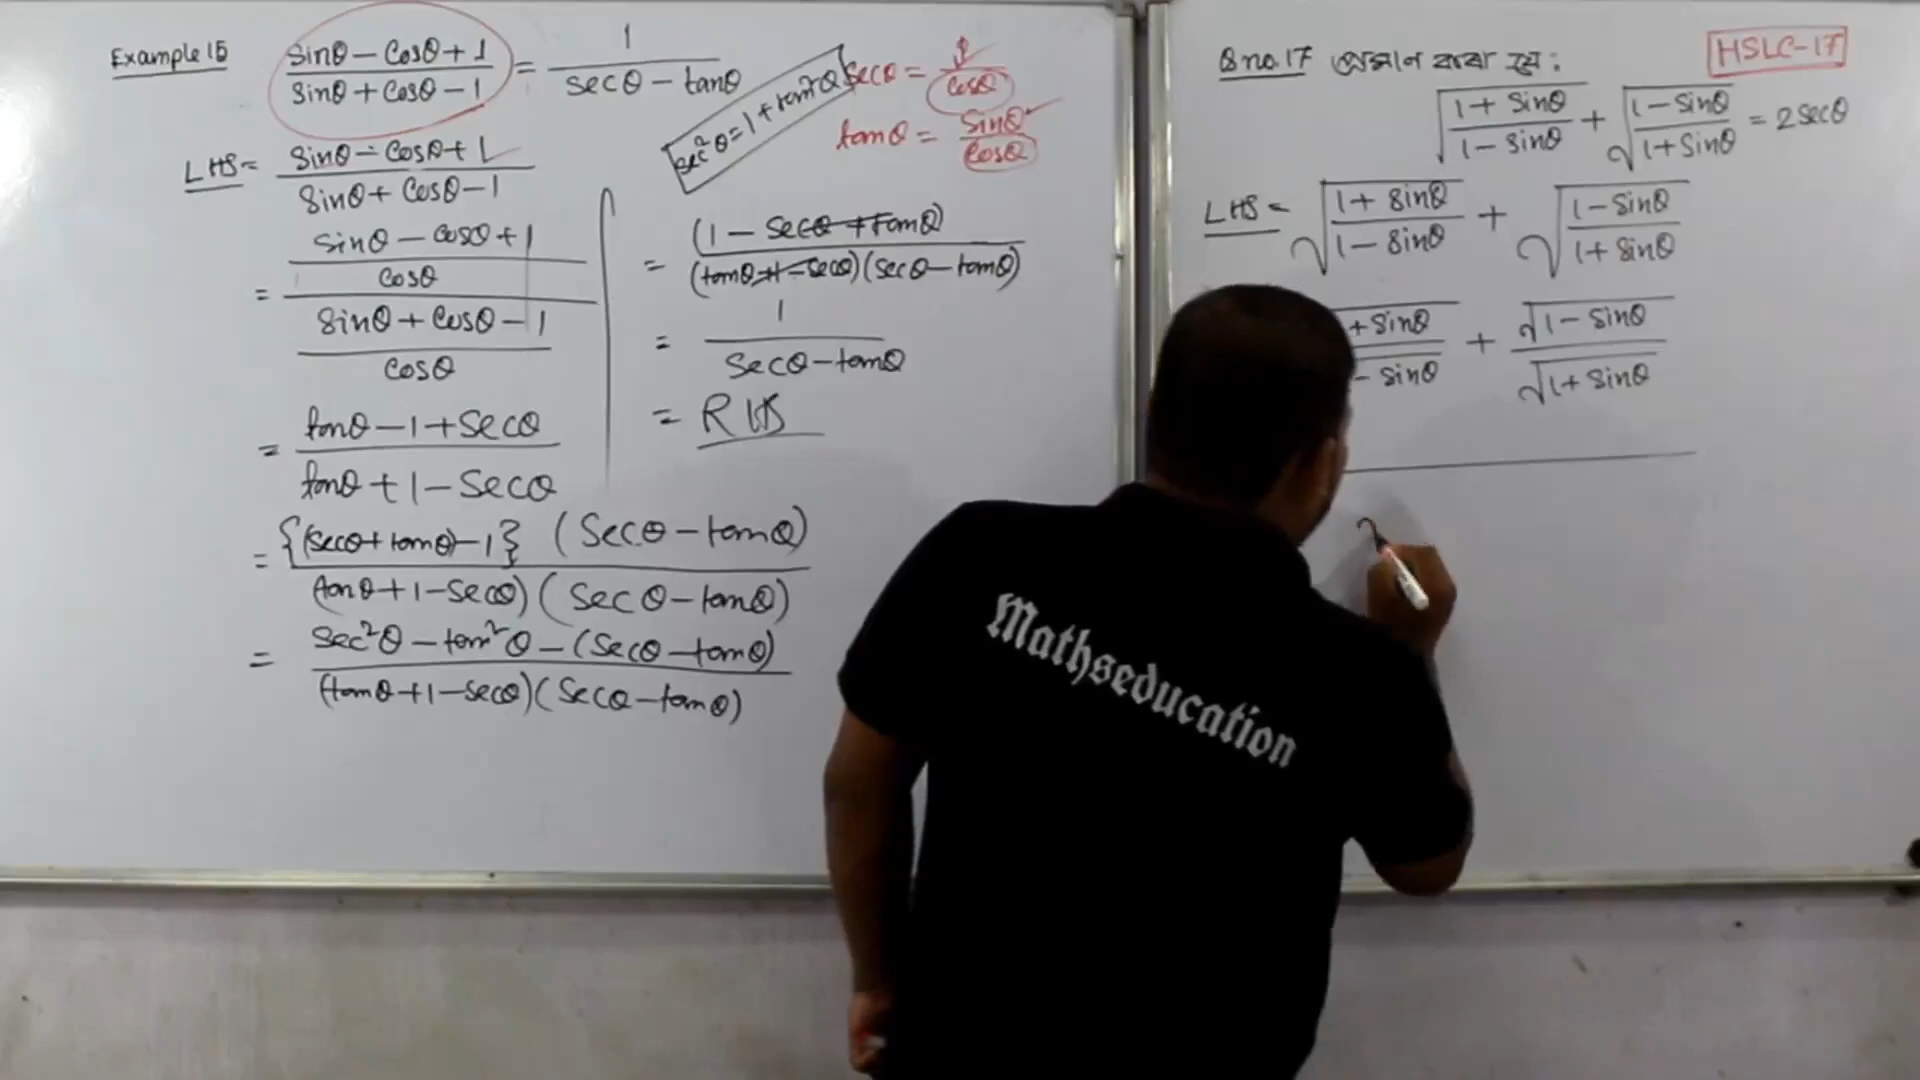 Example 15 (sinθ - cosθ + 1)/(sinθ + cosθ - 1) = 1/(secθ - tanθ)
sec²θ = 1 + tan²θ
secθ = 1/cosθ
tanθ = sinθ/cosθ
LHS = (sinθ - cosθ + 1)/(sinθ + cosθ - 1)
= ((sinθ - cosθ + 1)/cosθ)/((sinθ + cosθ - 1)/cosθ)
= (tanθ - 1 + secθ)/(tanθ + 1 - secθ)
= {(secθ + tanθ) - 1} (secθ - tanθ)/(tanθ + 1 - secθ)(secθ - tanθ)
= sec²θ - tan²θ - (secθ - tanθ)/(tanθ + 1 - secθ)(secθ - tanθ)
= (1 - secθ + tanθ)/(tanθ + 1 - secθ)(secθ - tanθ)
= 1/(secθ - tanθ)
= RHS
Q no. 17 প্ৰমাণ কৰা যে :
HSLC-17
√((1 + sinθ)/(1 - sinθ)) + √((1 - sinθ)/(1 + sinθ)) = 2secθ
LHS = √((1 + sinθ)/(1 - sinθ)) + √((1 - sinθ)/(1 + sinθ))
+ sinθ/- sinθ + √(1 - sinθ)/√(1 + sinθ)
Mathseducation